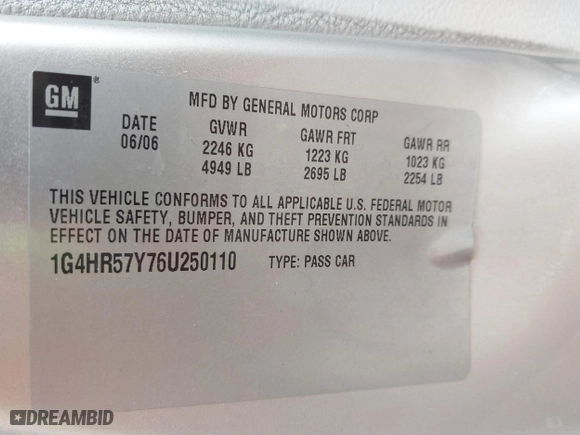 GM®
MFD BY GENERAL MOTORS CORP
DATE GVWR GAWR FRT GAWR RR
06/06 2246 KG 1223 KG 1023 KG
4949 LB 2695 LB 2254 LB
THIS VEHICLE CONFORMS TO ALL APPLICABLE U.S. FEDERAL MOTOR
VEHICLE SAFETY, BUMPER, AND THEFT PREVENTION STANDARDS IN
EFFECT ON THE DATE OF MANUFACTURE SHOWN ABOVE.
1G4HR57Y76U250110 TYPE: PASS CAR
DREAMBID